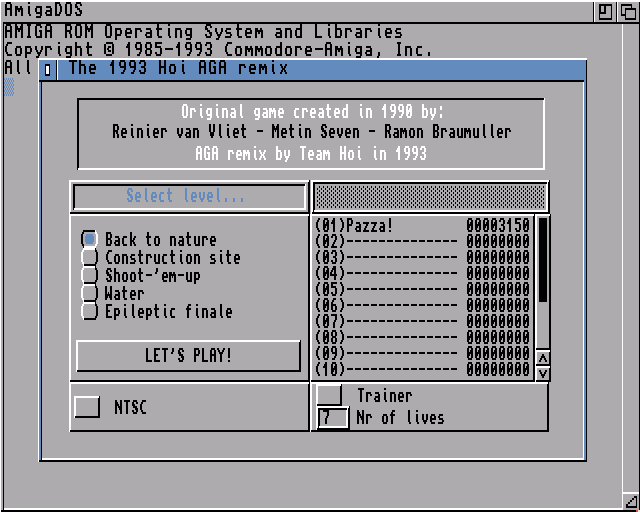 AmigaDOS
AMIGA ROM Operating System and Libraries
Copyright © 1985-1993 Commodore-Amiga, Inc.
All
The 1993 Hoi AGA remix
Original game created in 1990 by:
Reinier van Vliet - Metin Seven - Ramon Braumuller
AGA remix by Team Hoi in 1993
Select level...
Back to nature
Construction site
Shoot-'em-up
Water
Epileptic finale
LET'S PLAY!
NTSC
(01)Pazza! 00003150
(02)-------------- 00000000
(03)-------------- 00000000
(04)-------------- 00000000
(05)-------------- 00000000
(06)-------------- 00000000
(07)-------------- 00000000
(08)-------------- 00000000
(09)-------------- 00000000
(10)-------------- 00000000
Trainer
7 Nr of lives